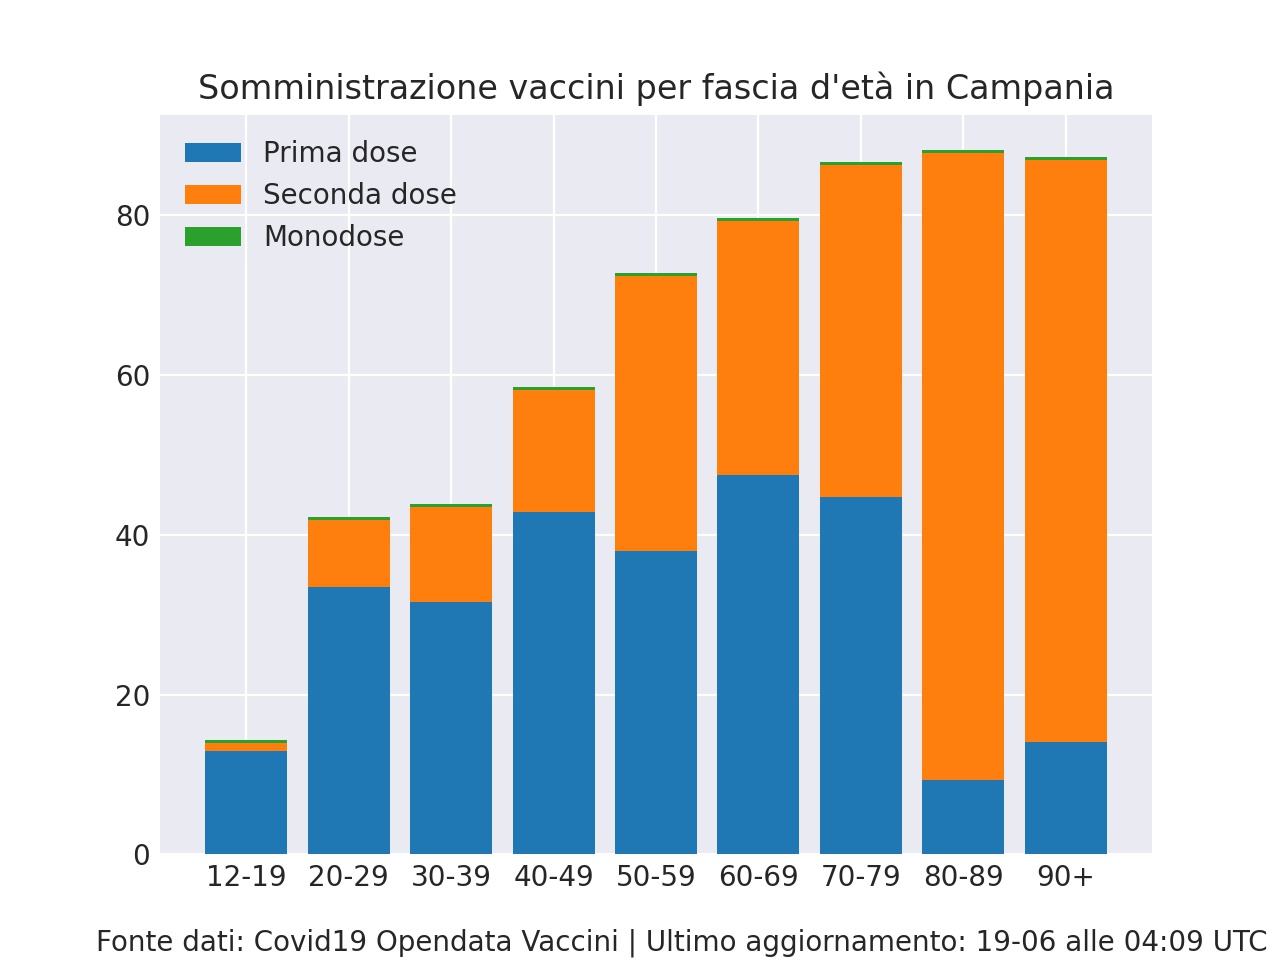 Somministrazione vaccini per fascia d'età in Campania
Prima dose
Seconda dose
Monodose
80
60
40
20
0
12-19 20-29 30-39 40-49 50-59 60-69 70-79 80-89 90+
Fonte dati: Covid19 Opendata Vaccini | Ultimo aggiornamento: 19-06 alle 04:09 UTC